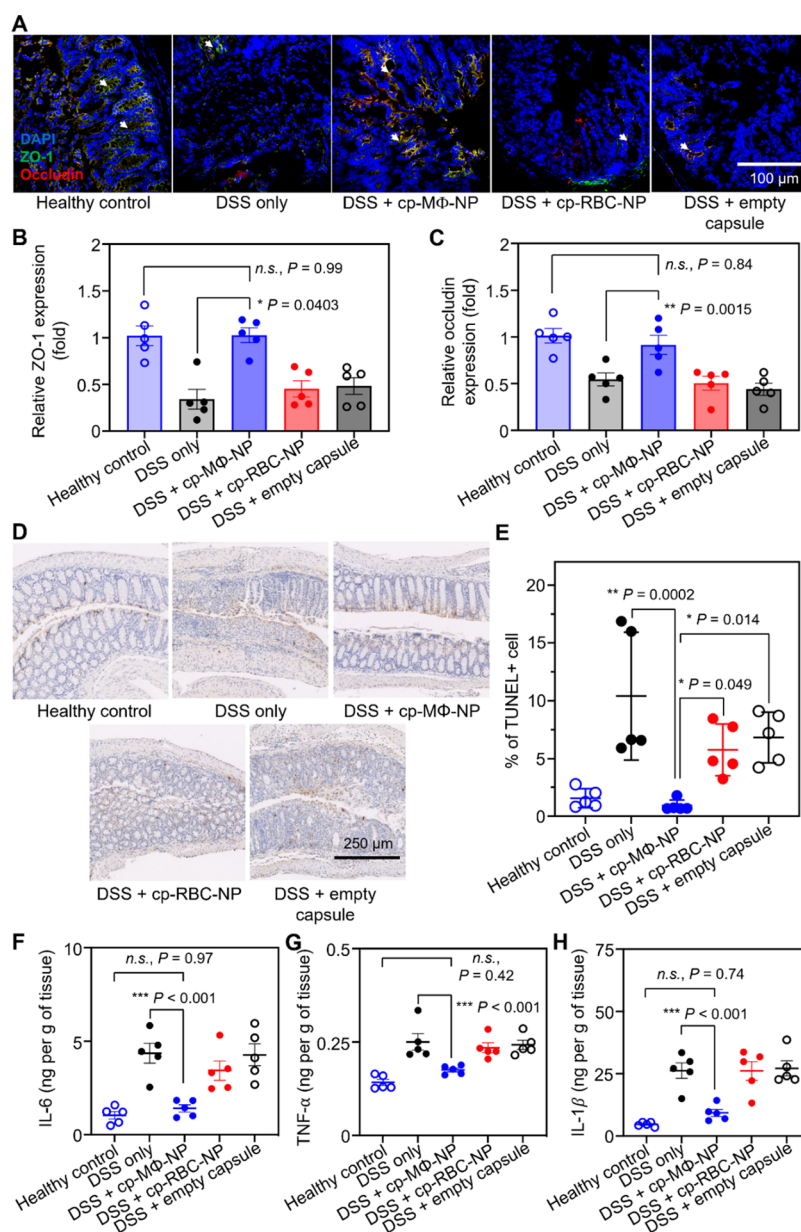 A
DAPI
ZO-1
Occludin
100 μm
Healthy control
DSS only
DSS + cp-MΦ-NP
DSS + cp-RBC-NP
DSS + empty
capsule
B
Relative ZO-1 expression
(fold)
2
1.5
1
0.5
0
n.s., P = 0.99
* P = 0.0403
Healthy control
DSS only
DSS + cp-MΦ-NP
DSS + cp-RBC-NP
DSS + empty capsule
C
Relative occludin
expression (fold)
2
1.5
1
0.5
0
n.s., P = 0.84
** P = 0.0015
Healthy control
DSS only
DSS + cp-MΦ-NP
DSS + cp-RBC-NP
DSS + empty capsule
D
Healthy control
DSS only
DSS + cp-MΦ-NP
250 μm
DSS + cp-RBC-NP
DSS + empty
capsule
E
% of TUNEL+ cell
20
15
10
5
0
** P = 0.0002
* P = 0.014
* P = 0.049
Healthy control
DSS only
DSS + cp-MΦ-NP
DSS + cp-RBC-NP
DSS + empty capsule
F
IL-6 (ng per g of tissue)
10
5
0
n.s., P = 0.97
*** P < 0.001
Healthy control
DSS only
DSS + cp-MΦ-NP
DSS + cp-RBC-NP
DSS + empty capsule
G
TNF-α (ng per g of tissue)
0.5
0.25
0
n.s.,
P = 0.42
*** P < 0.001
Healthy control
DSS only
DSS + cp-MΦ-NP
DSS + cp-RBC-NP
DSS + empty capsule
H
IL-1β (ng per g of tissue)
75
50
25
0
n.s., P = 0.74
*** P < 0.001
Healthy control
DSS only
DSS + cp-MΦ-NP
DSS + cp-RBC-NP
DSS + empty capsule